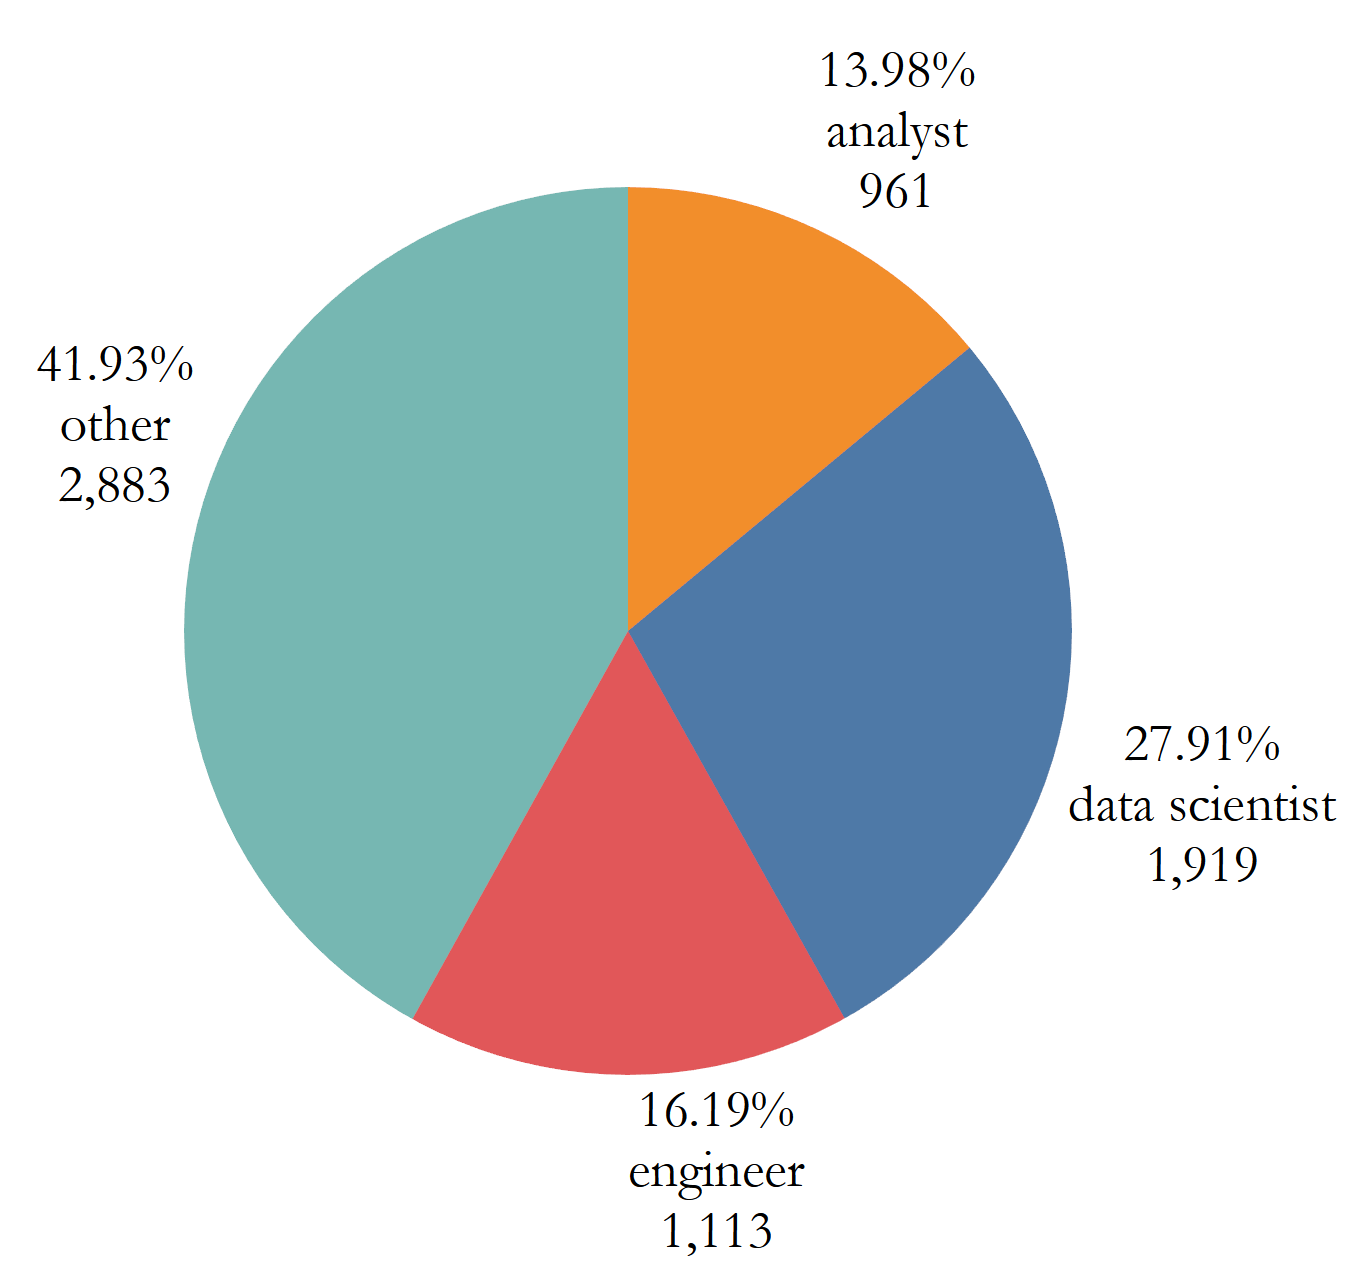 13.98%
analyst
961
41.93%
other
2,883
27.91%
data scientist
1,919
16.19%
engineer
1,113